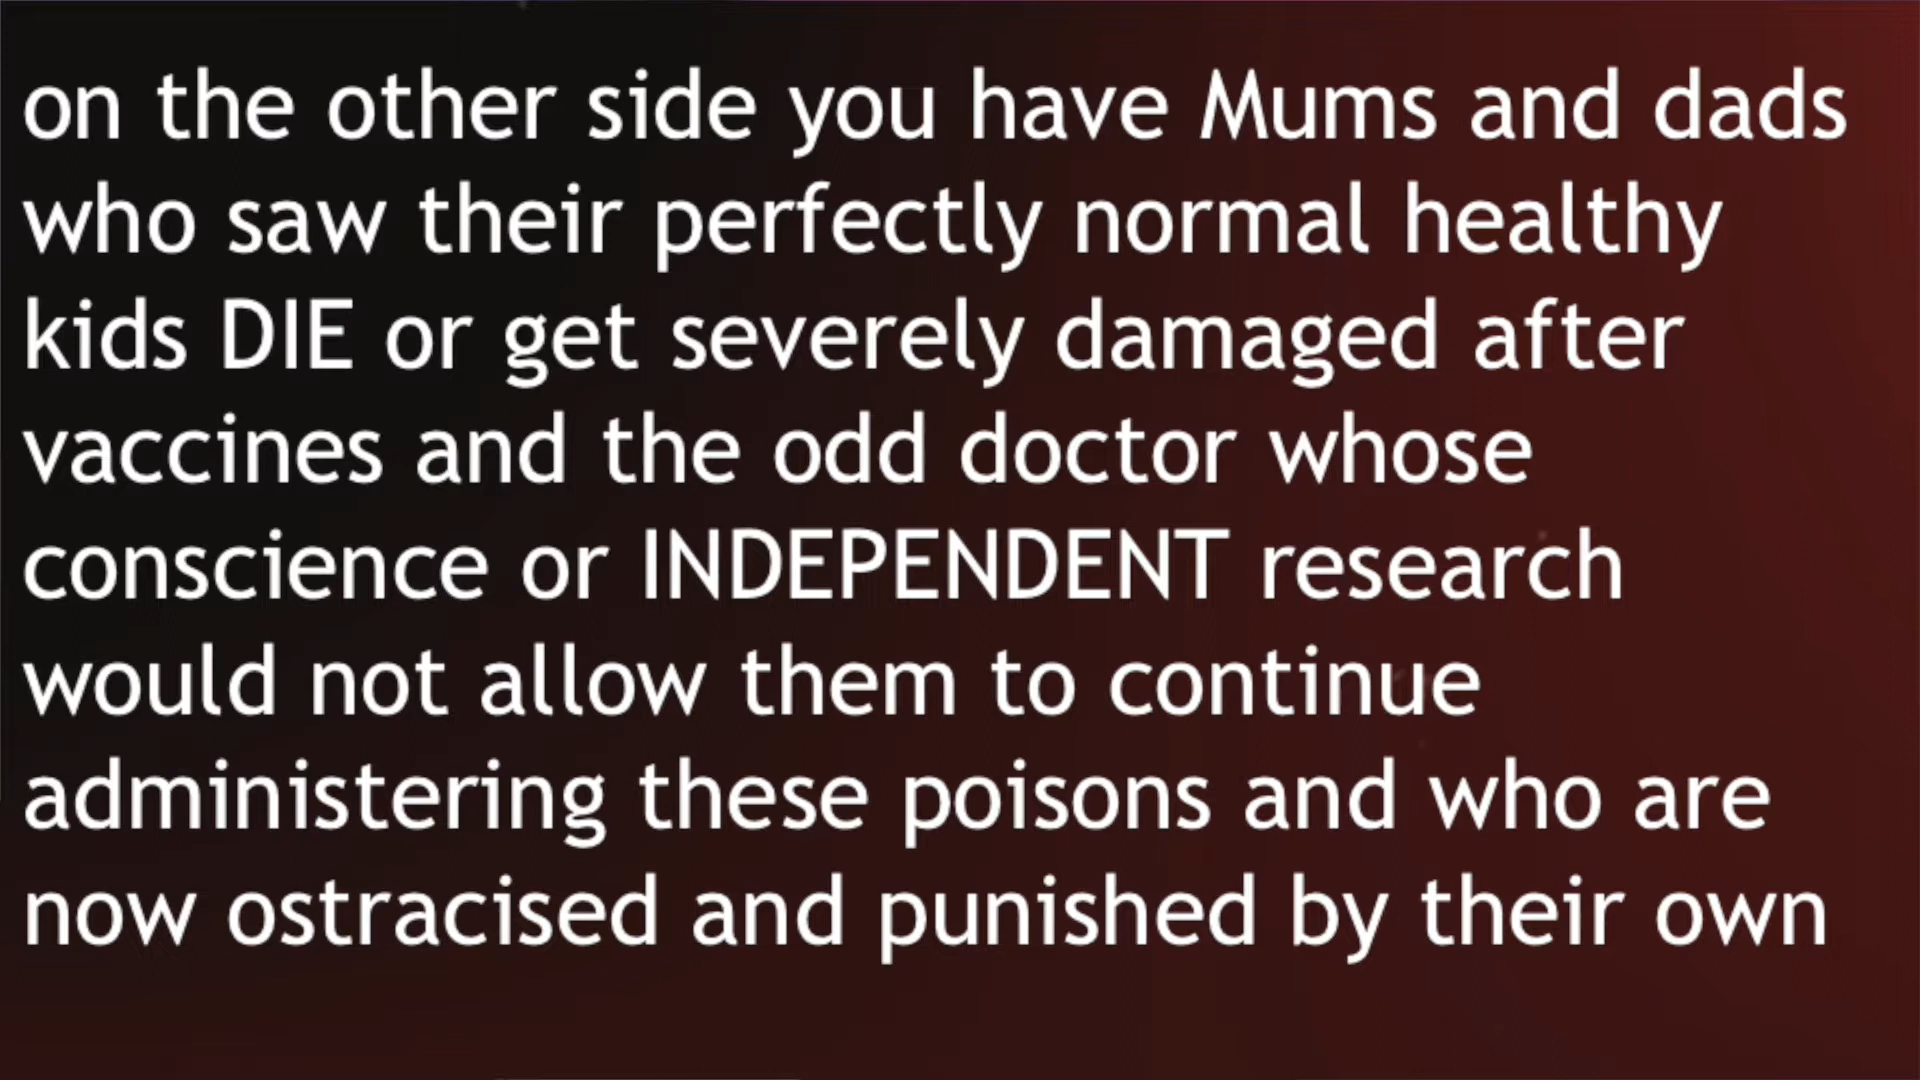 on the other side you have Mums and dads
who saw their perfectly normal healthy
kids DIE or get severely damaged after
vaccines and the odd doctor whose
conscience or INDEPENDENT research
would not allow them to continue
administering these poisons and who are
now ostracised and punished by their own